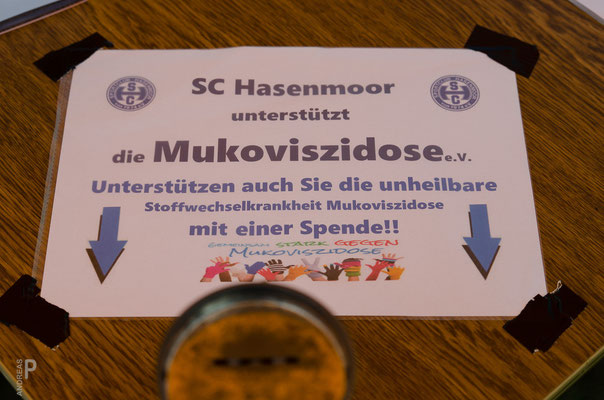 SC Hasenmoor
unterstützt
die Mukoviszidose e.V.
Unterstützen auch Sie die unheilbare
Stoffwechselkrankheit Mukoviszidose
mit einer Spende!!
GEMEINSAM STARK GEGEN
MUKOVISZIDOSE
ANDREAS P